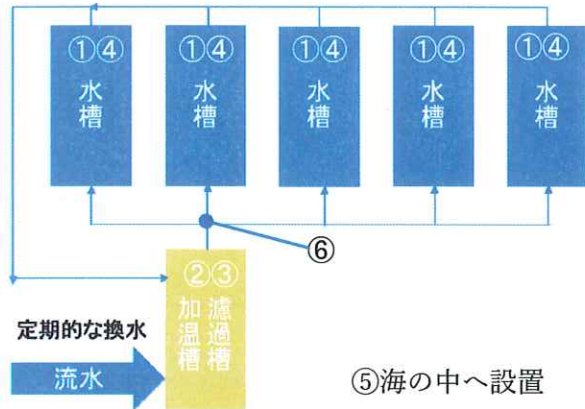 ①④ ①④ ①④ ①④ ①④
水槽 水槽 水槽 水槽 水槽
⑥
②③
加温槽 濾過槽
定期的な換水
流水
⑤海の中へ設置